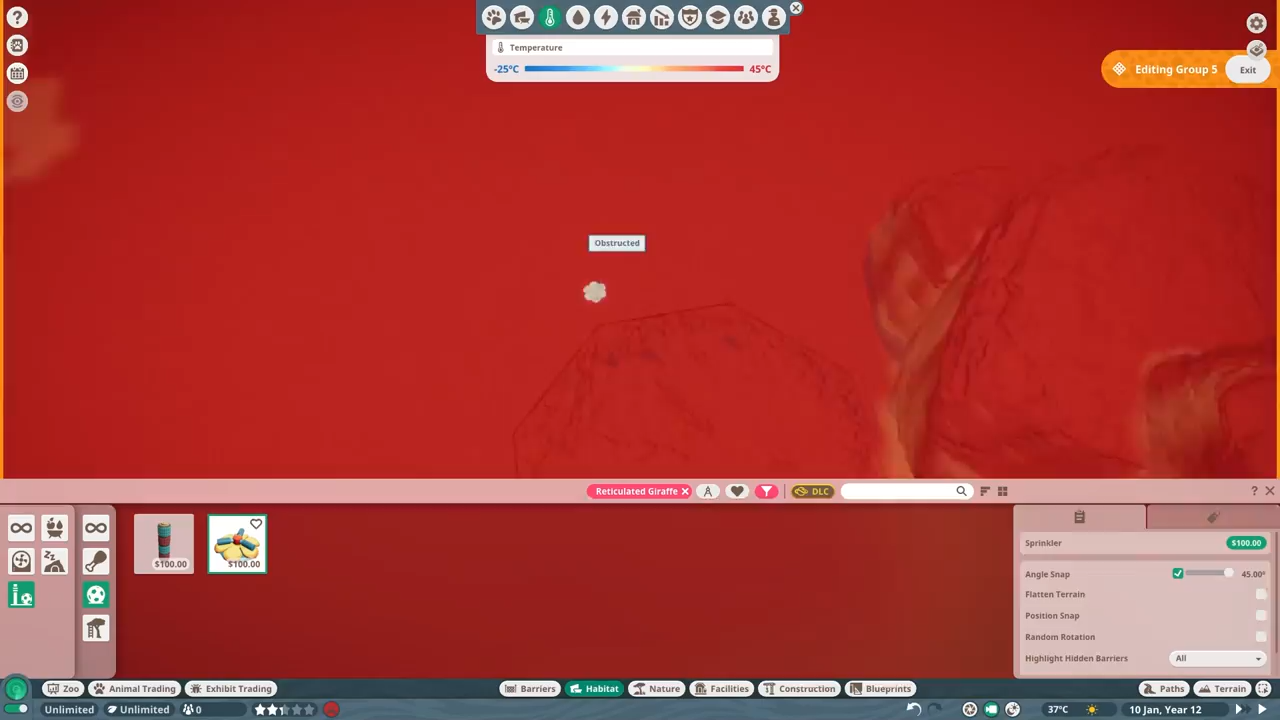 Temperature
-25°C 45°C
Editing Group 5 Exit
Obstructed
Reticulated Giraffe DLC
$100.00 $100.00
Sprinkler $100.00
Angle Snap 45.00°
Flatten Terrain
Position Snap
Random Rotation
Highlight Hidden Barriers All
Zoo Animal Trading Exhibit Trading Barriers Habitat Nature Facilities Construction Blueprints Paths Terrain
Unlimited Unlimited 0 37°C 10 Jan, Year 12